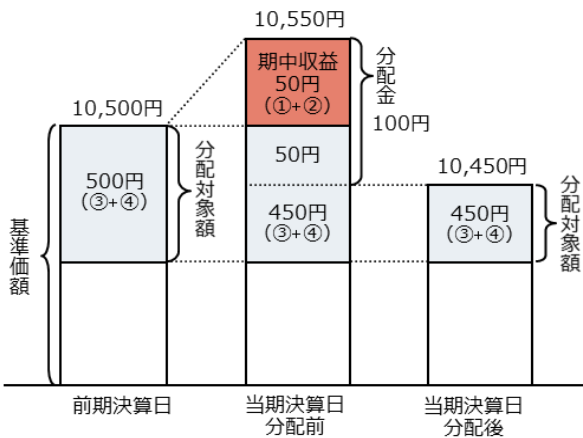 10,550円
期中収益
50円
(①+②)
分配金
100円
10,500円
500円
(③+④)
分配対象額
50円
450円
(③+④)
10,450円
450円
(③+④)
分配対象額
基準価額
前期決算日
当期決算日
分配前
当期決算日
分配後